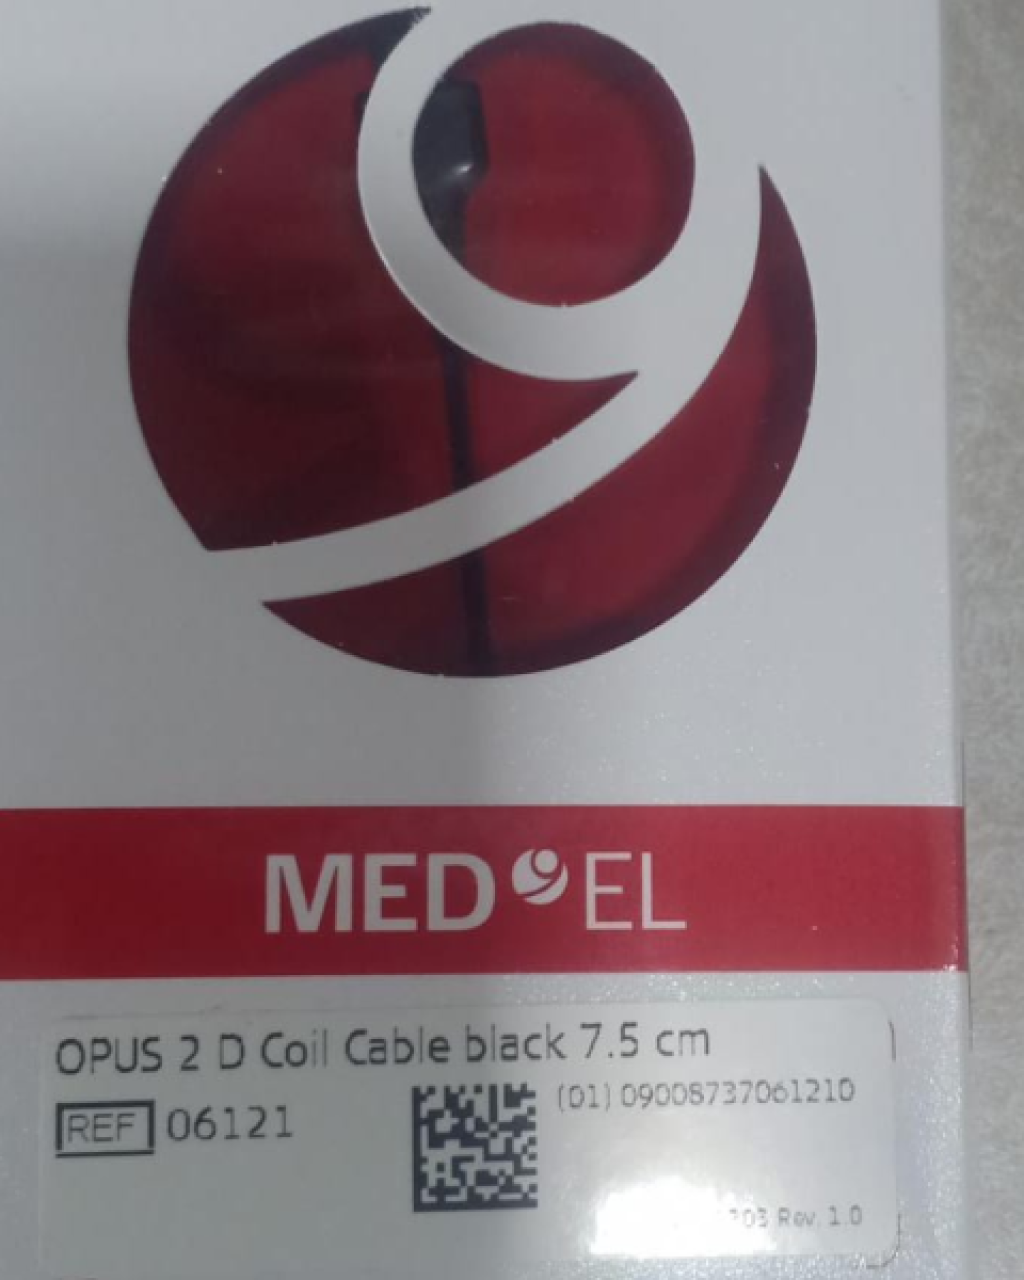 MED EL
OPUS 2 D Coil Cable black 7.5 cm
REF 06121
(01) 09008737061210
Rev. 1.0